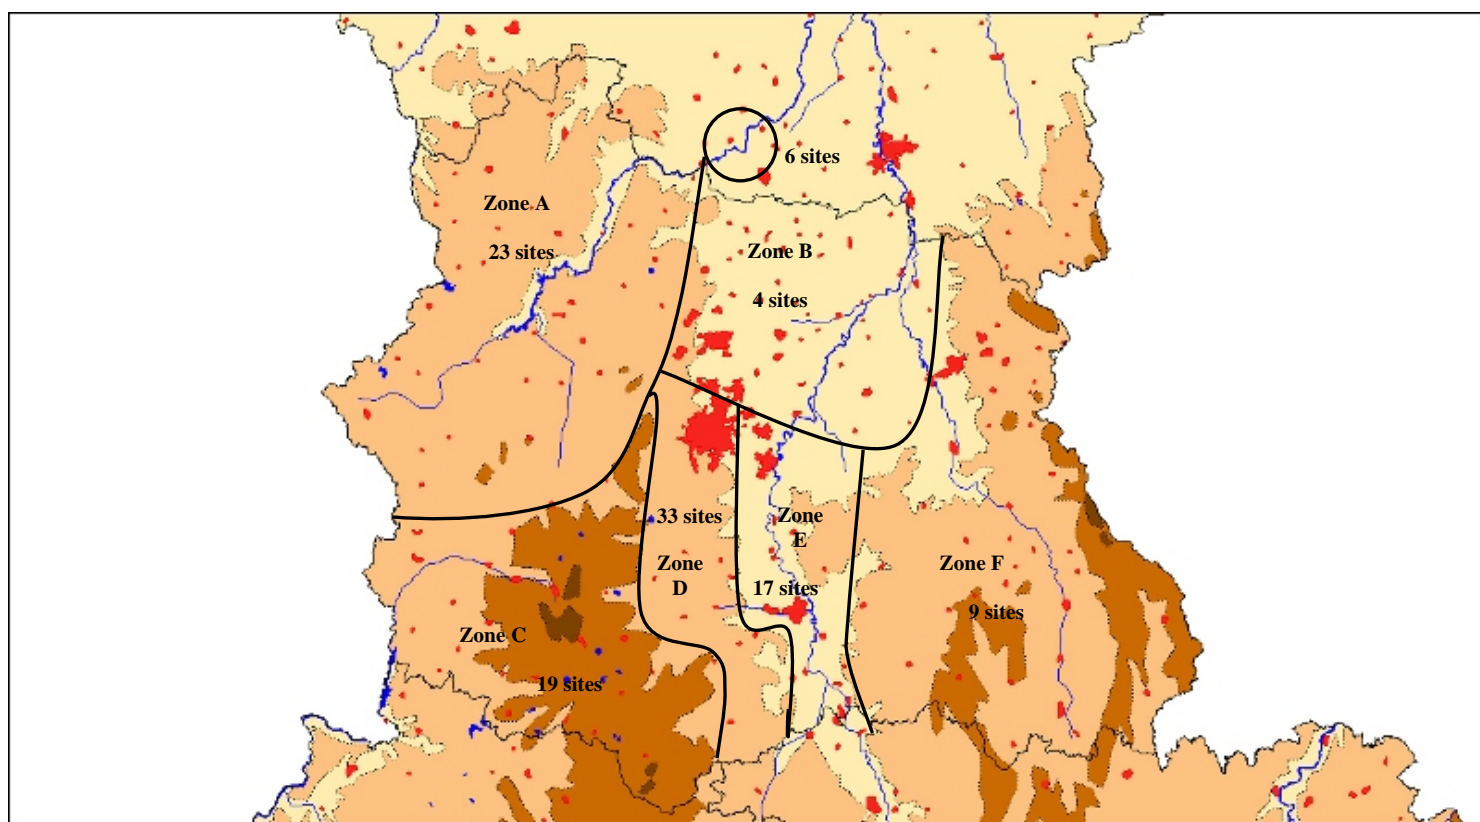 6 sites
Zone A
23 sites
Zone B
4 sites
33 sites
Zone
D
Zone
E
17 sites
Zone F
9 sites
Zone C
19 sites